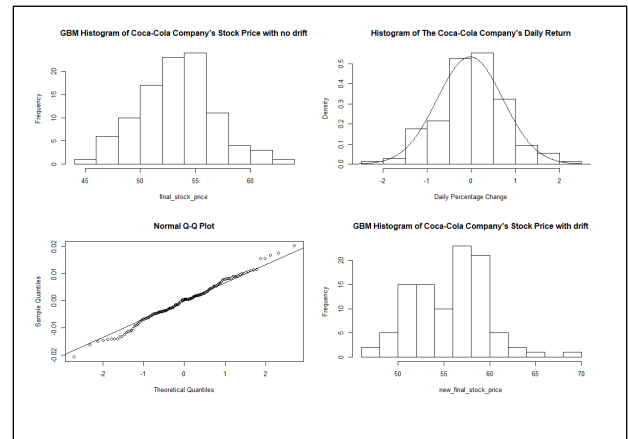 GBM Histogram of Coca-Cola Company's Stock Price with no drift
Frequency
20
15
10
5
0
45 50 55 60
final_stock_price
Histogram of The Coca-Cola Company's Daily Return
Density
0.5
0.4
0.3
0.2
0.1
0.0
-2 -1 0 1 2
Daily Percentage Change
Normal Q-Q Plot
Sample Quantiles
0.02
0.01
0.00
-0.01
-0.02
-2 -1 0 1 2
Theoretical Quantiles
GBM Histogram of Coca-Cola Company's Stock Price with drift
Frequency
20
15
10
5
0
50 55 60 65 70
new_final_stock_price